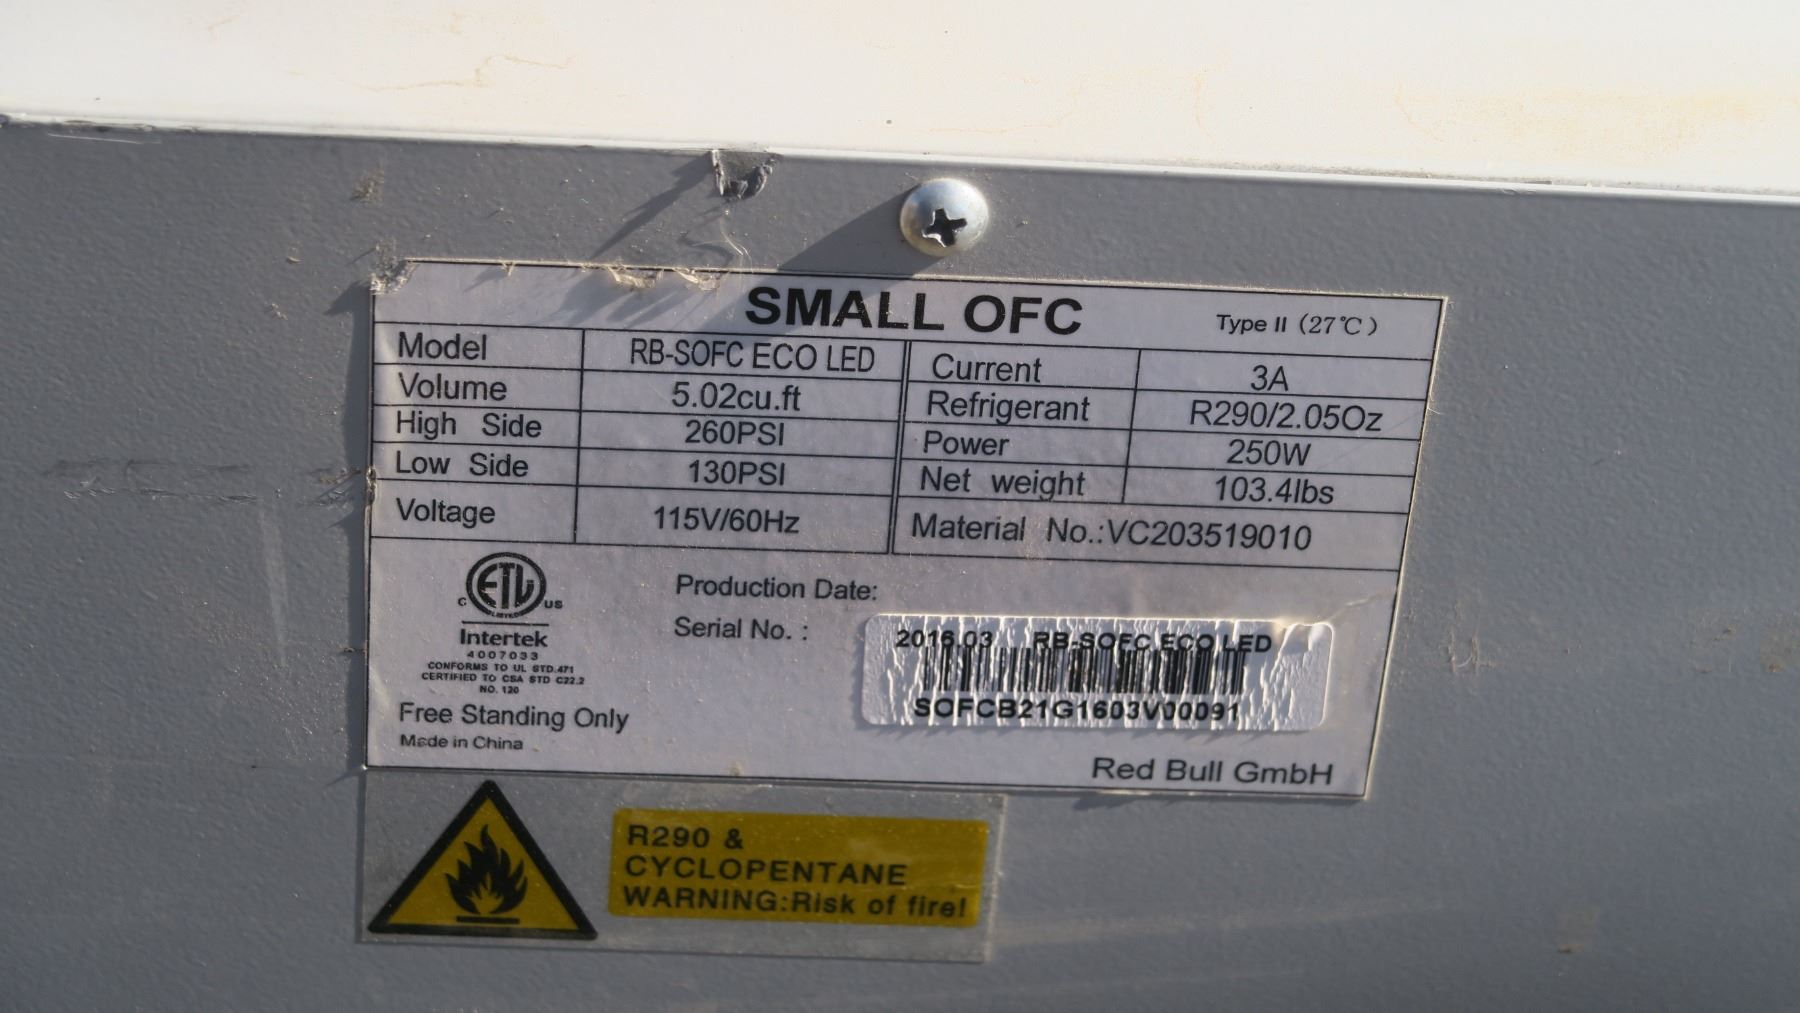 SMALL OFC Type II (27℃)
Model RB-SOFC ECO LED Current 3A
Volume 5.02cu.ft Refrigerant R290/2.05Oz
High Side 260PSI Power 250W
Low Side 130PSI Net weight 103.4lbs
Voltage 115V/60Hz Material No.:VC203519010
C ETL US
LISTED
Intertek
4007033
CONFORMS TO UL STD.471
CERTIFIED TO CSA STD C22.2
NO. 120
Production Date:
Serial No. :
2016.03 RB-SOFC ECO LED
SOFCB21G1603V00091
Free Standing Only
Made in China
Red Bull GmbH
R290 &
CYCLOPENTANE
WARNING:Risk of fire!